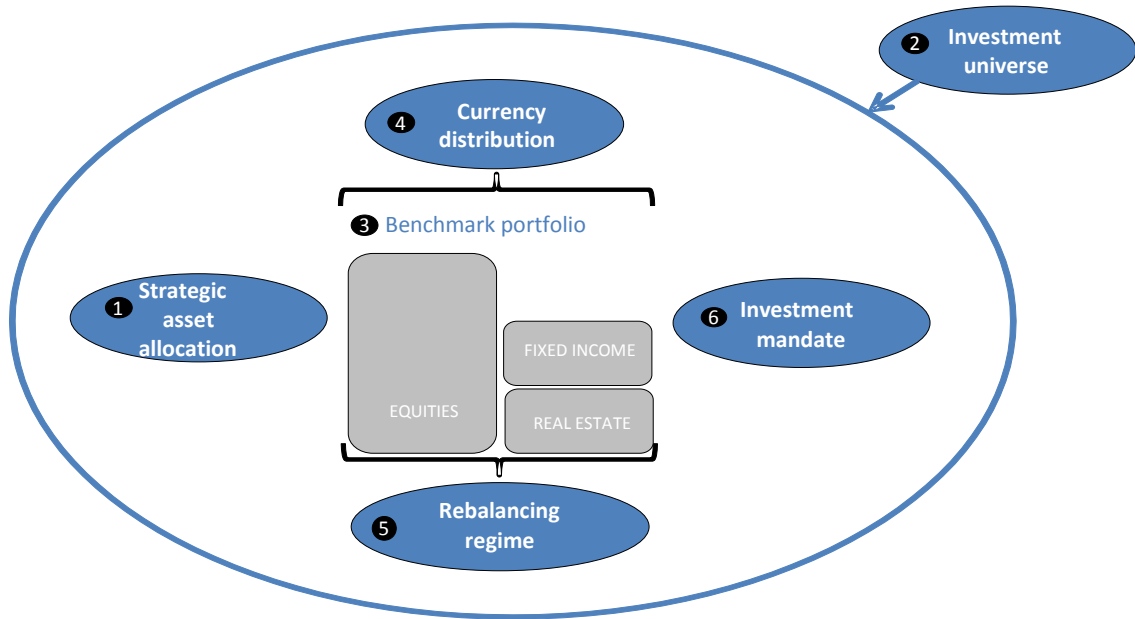 2 Investment
universe
4 Currency
distribution
3 Benchmark portfolio
1 Strategic
asset
allocation
EQUITIES
FIXED INCOME
REAL ESTATE
6 Investment
mandate
5 Rebalancing
regime